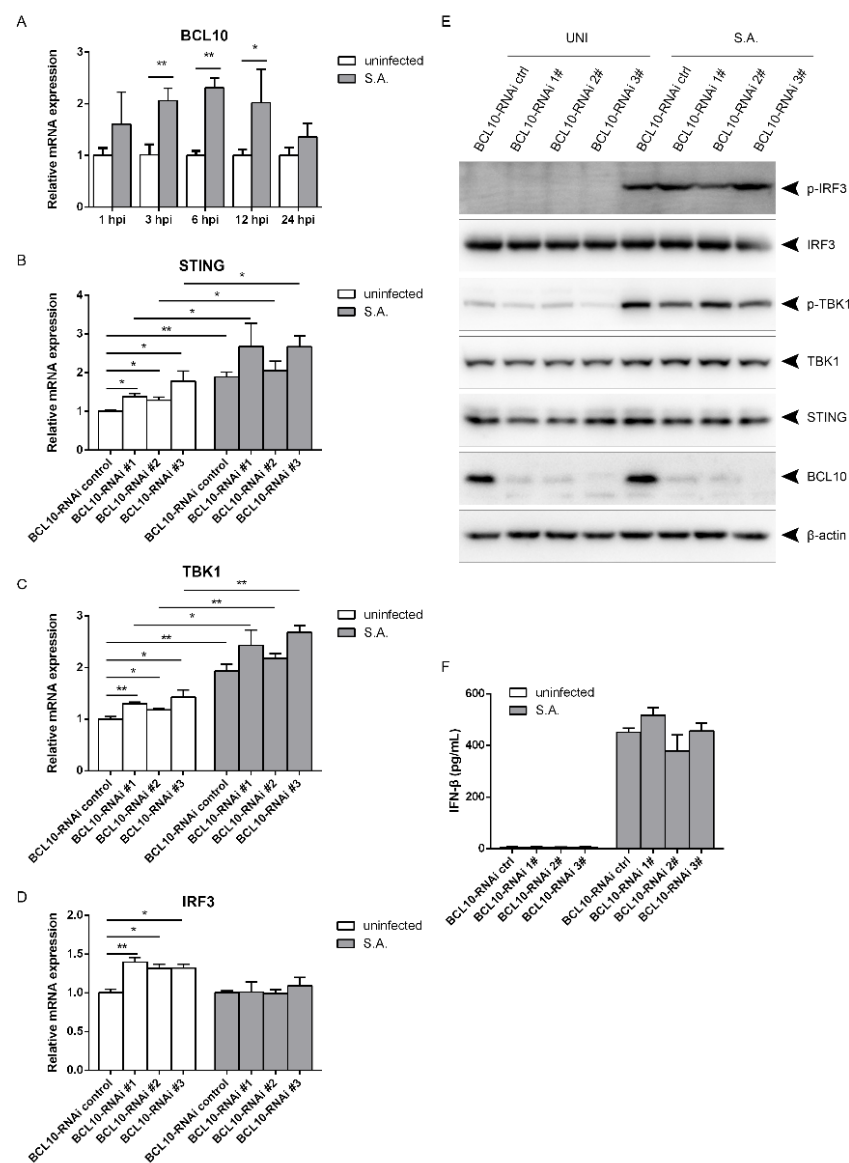 A
BCL10
Relative mRNA expression
3
2
1
0
** ** *
1 hpi 3 hpi 6 hpi 12 hpi 24 hpi
uninfected
S.A.
B
STING
Relative mRNA expression
4
3
2
1
0
*
*
*
**
*
*
*
BCL10-RNAi control
BCL10-RNAi #1
BCL10-RNAi #2
BCL10-RNAi #3
BCL10-RNAi control
BCL10-RNAi #1
BCL10-RNAi #2
BCL10-RNAi #3
uninfected
S.A.
C
TBK1
Relative mRNA expression
3
2
1
0
**
**
*
**
*
*
**
BCL10-RNAi control
BCL10-RNAi #1
BCL10-RNAi #2
BCL10-RNAi #3
BCL10-RNAi control
BCL10-RNAi #1
BCL10-RNAi #2
BCL10-RNAi #3
uninfected
S.A.
D
IRF3
Relative mRNA expression
2.0
1.5
1.0
0.5
0.0
*
*
**
BCL10-RNAi control
BCL10-RNAi #1
BCL10-RNAi #2
BCL10-RNAi #3
BCL10-RNAi control
BCL10-RNAi #1
BCL10-RNAi #2
BCL10-RNAi #3
uninfected
S.A.
E
UNI S.A.
BCL10-RNAi ctrl
BCL10-RNAi 1#
BCL10-RNAi 2#
BCL10-RNAi 3#
BCL10-RNAi ctrl
BCL10-RNAi 1#
BCL10-RNAi 2#
BCL10-RNAi 3#
p-IRF3
IRF3
p-TBK1
TBK1
STING
BCL10
β-actin
F
uninfected
S.A.
IFN-β (pg/mL)
600
400
200
0
BCL10-RNAi ctrl
BCL10-RNAi 1#
BCL10-RNAi 2#
BCL10-RNAi 3#
BCL10-RNAi ctrl
BCL10-RNAi 1#
BCL10-RNAi 2#
BCL10-RNAi 3#